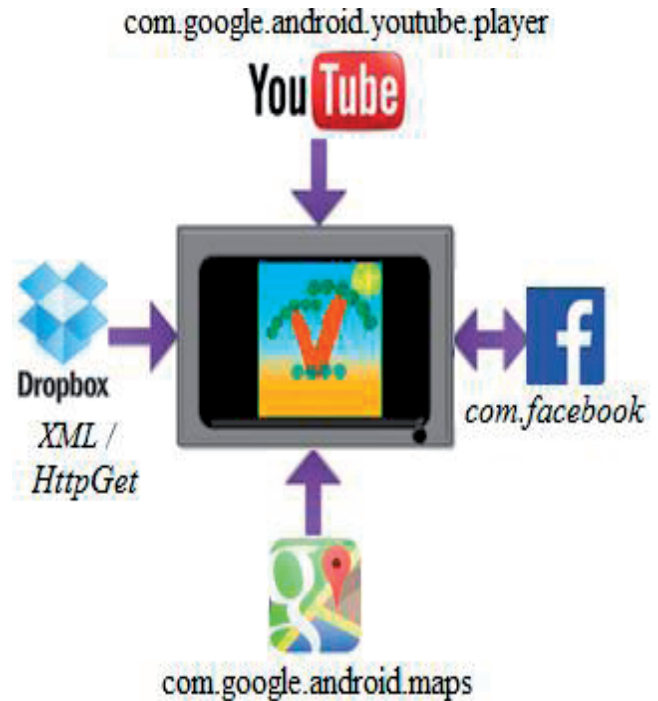 com.google.android.youtube.player
YouTube
Dropbox
XML /
HttpGet
f
com.facebook
g
com.google.android.maps